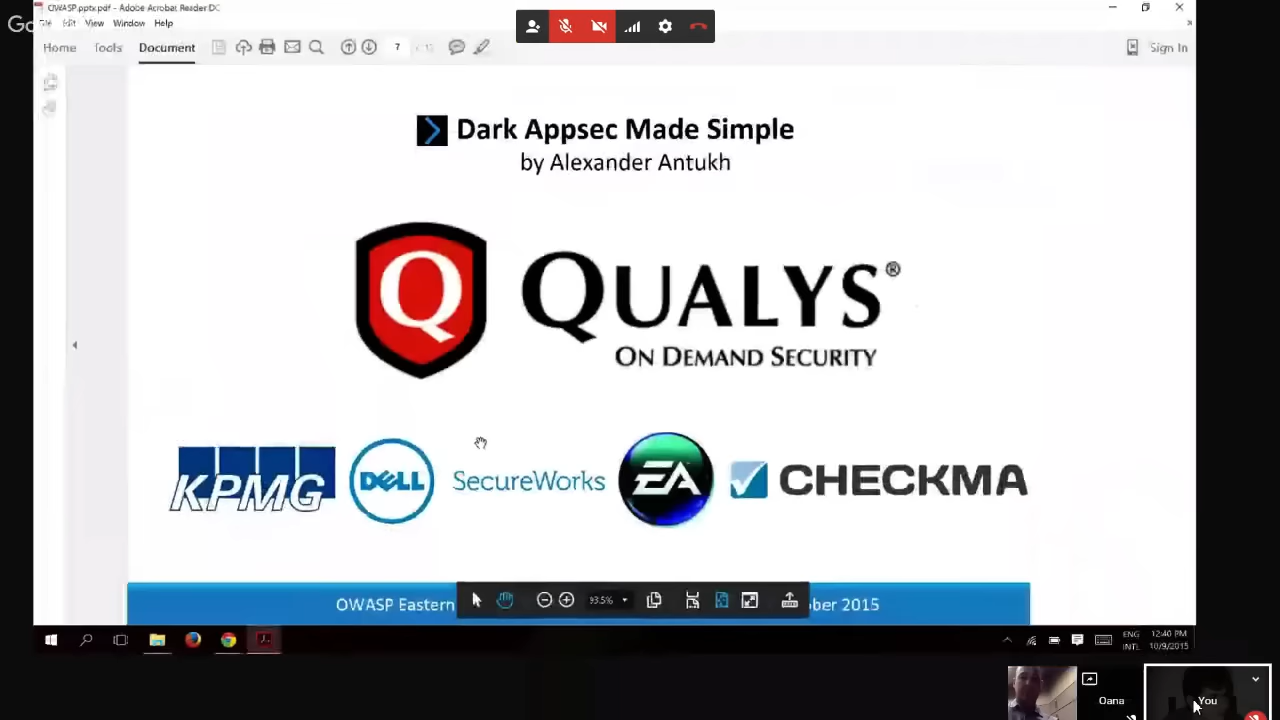 OWASP.pptx.pdf - Adobe Acrobat Reader DC
Go
Edit View Window Help
Home Tools Document
7
Sign In
Dark Appsec Made Simple
by Alexander Antukh
Q QUALYS®
ON DEMAND SECURITY
KPMG DELL SecureWorks EA CHECKMA
OWASP Eastern
ber 2015
93.5%
ENG
INTL
12:40 PM
10/9/2015
Oana
You